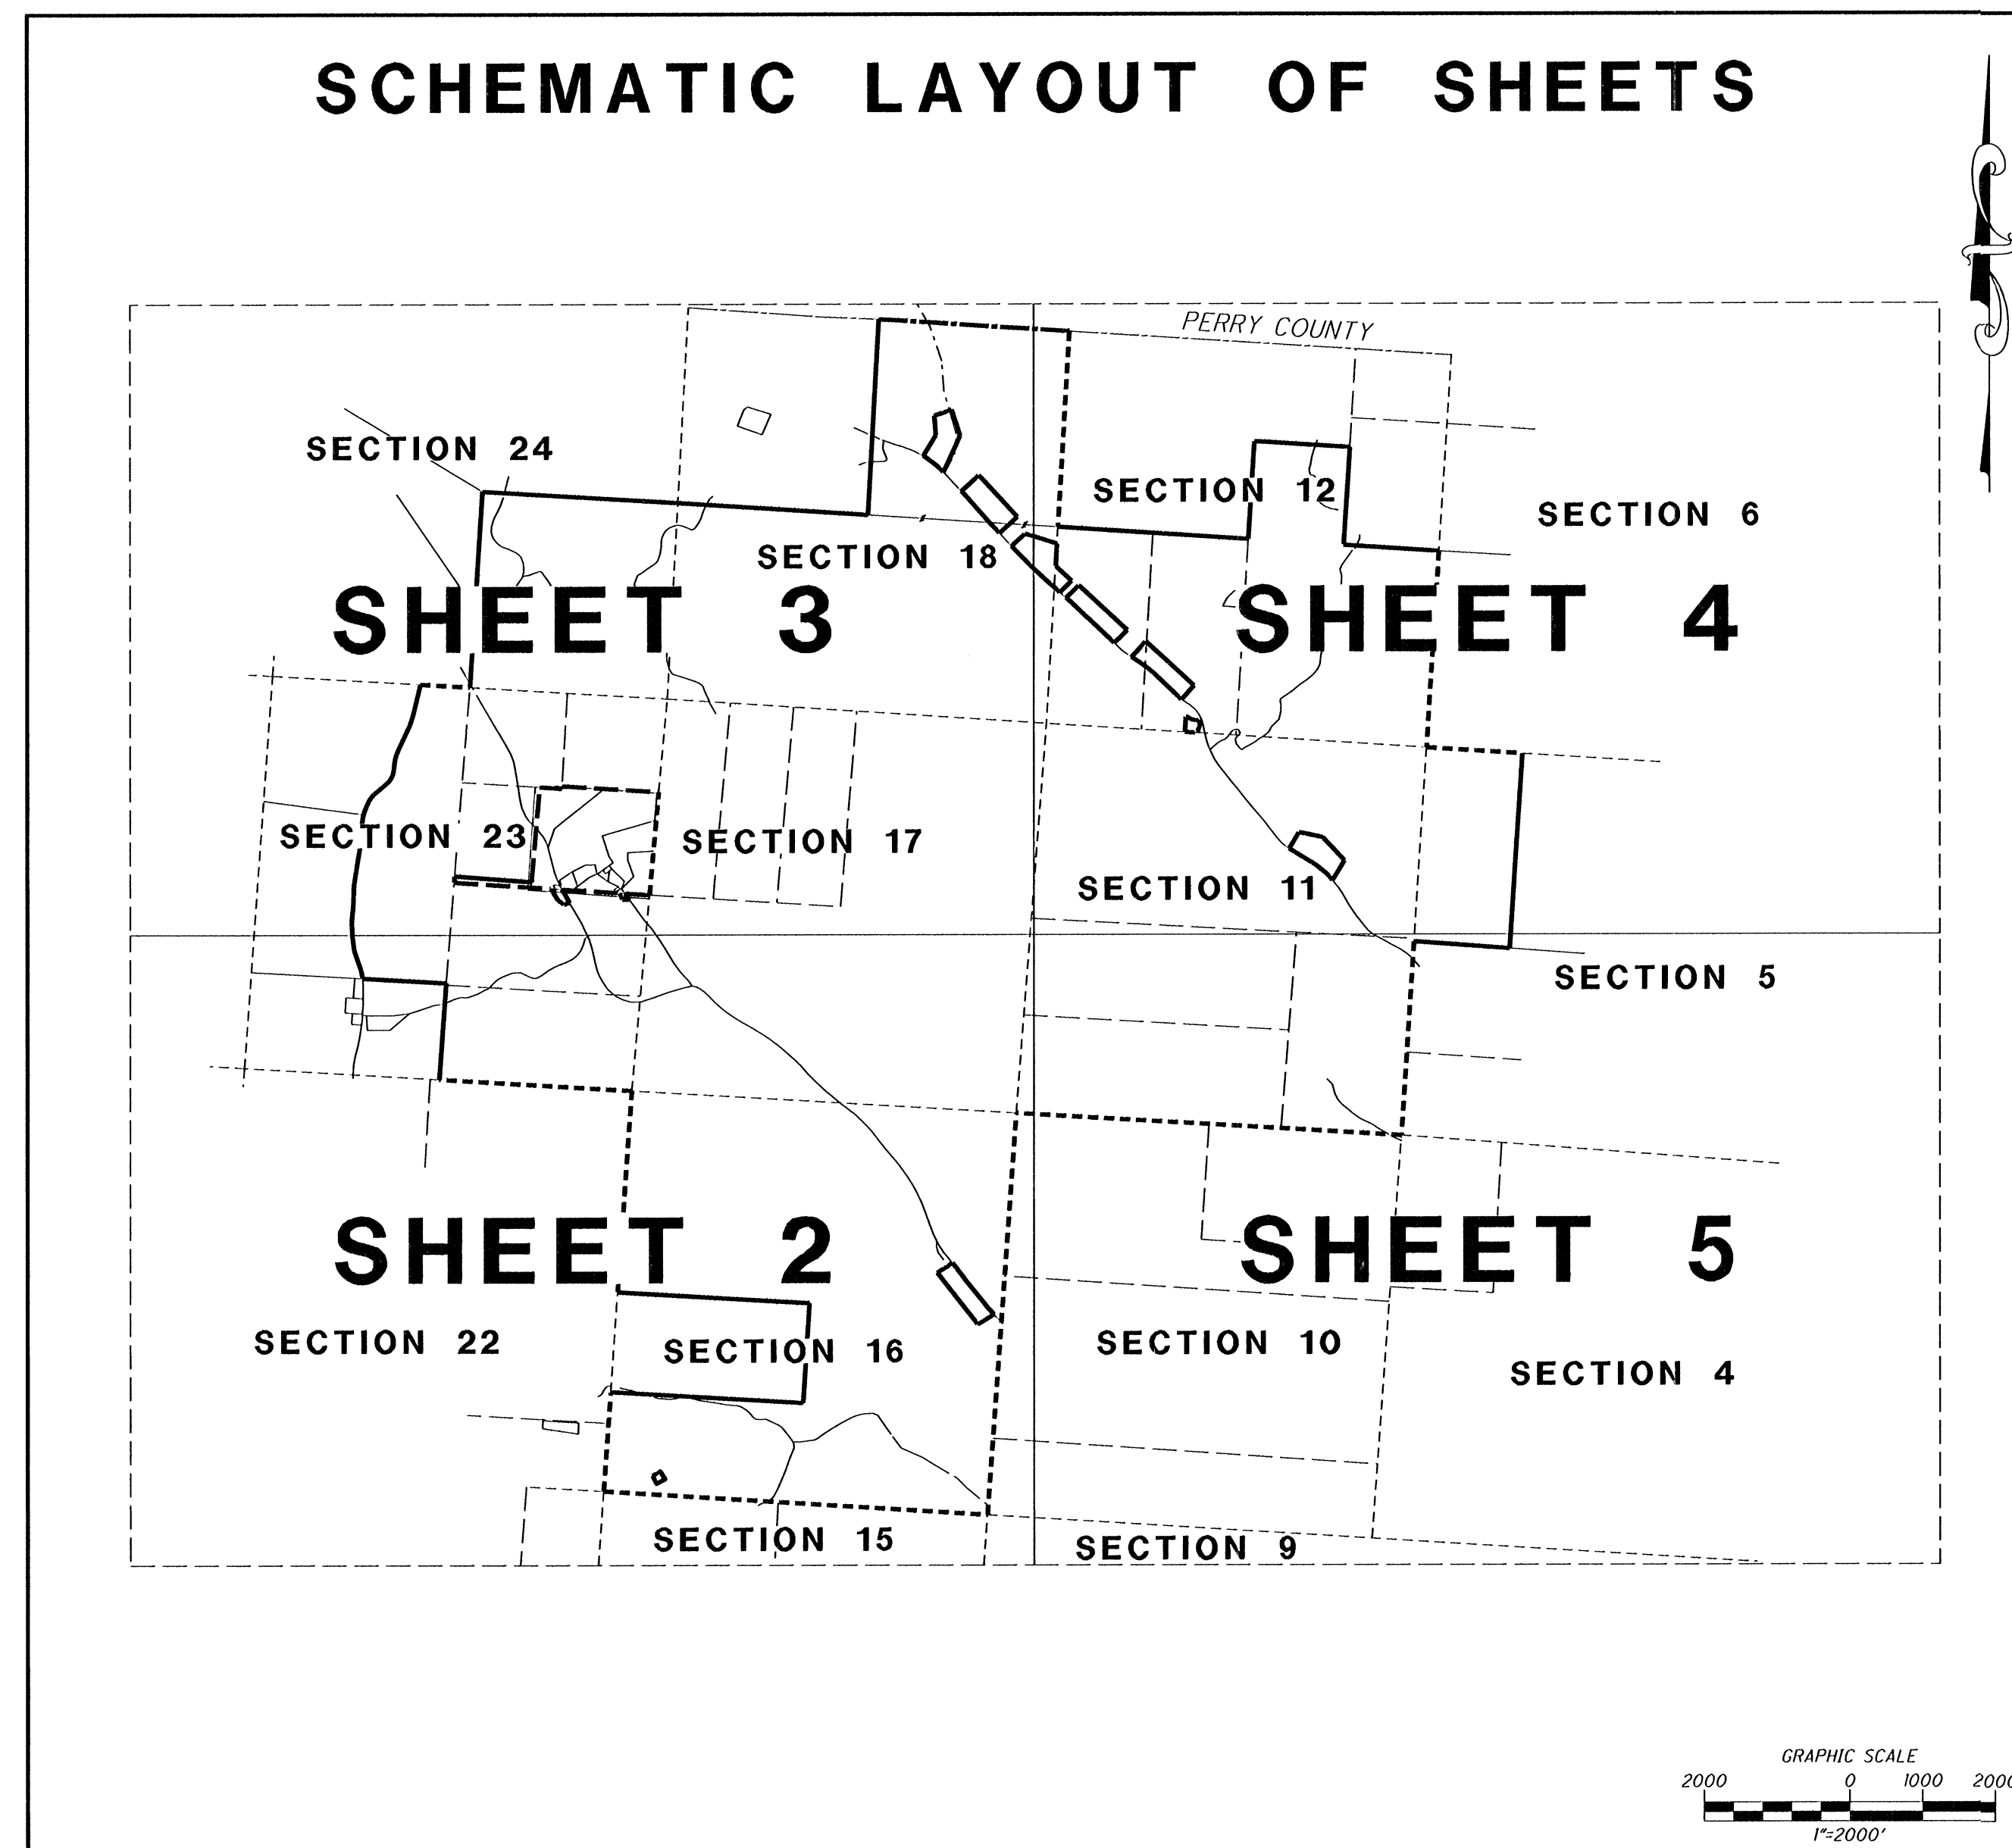 SCHEMATIC LAYOUT OF SHEETS
PERRY COUNTY
SECTION 24
SECTION 12
SECTION 6
SECTION 18
SHEET 3
SHEET 4
SECTION 23
SECTION 17
SECTION 11
SECTION 5
SHEET 2
SHEET 5
SECTION 22
SECTION 16
SECTION 10
SECTION 4
SECTION 15
SECTION 9
GRAPHIC SCALE
2000 0 1000 2000
1"=2000'